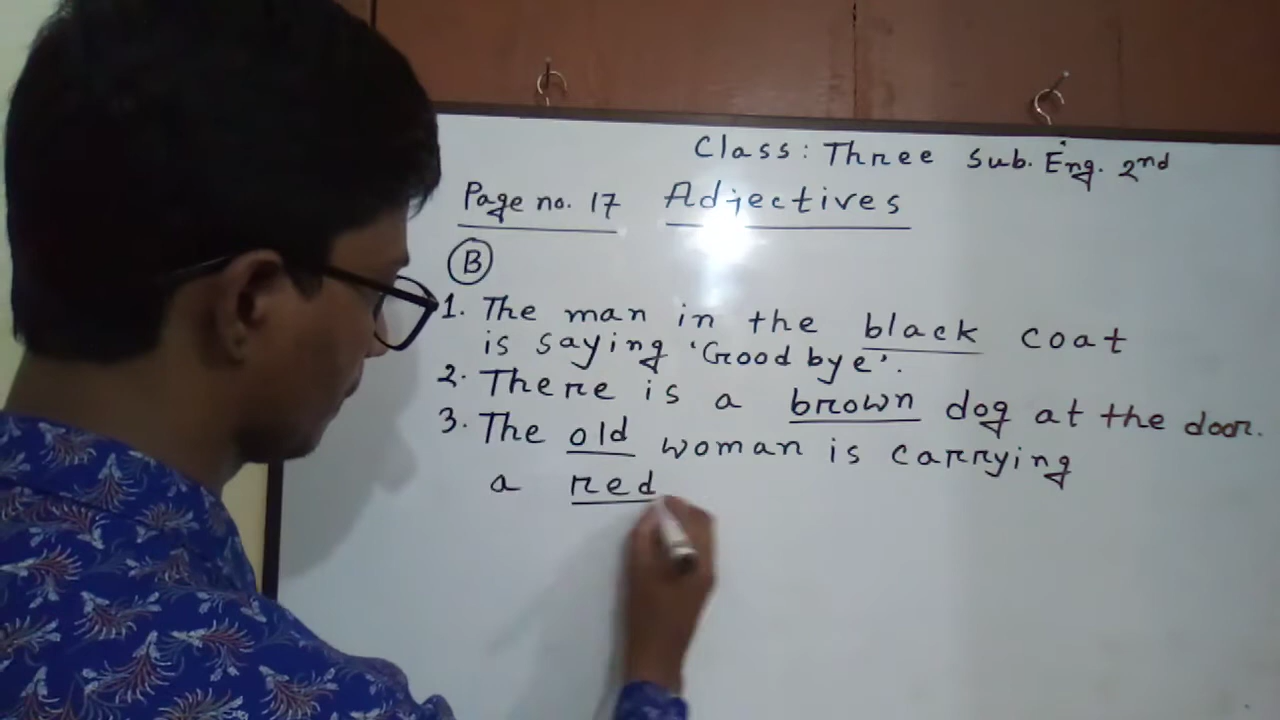 Class: Three Sub. Eng. 2nd
Page no. 17 Adjectives
B
1. The man in the black coat
is saying 'Good bye'.
2. There is a brown dog at the door.
3. The old woman is carrying
a red